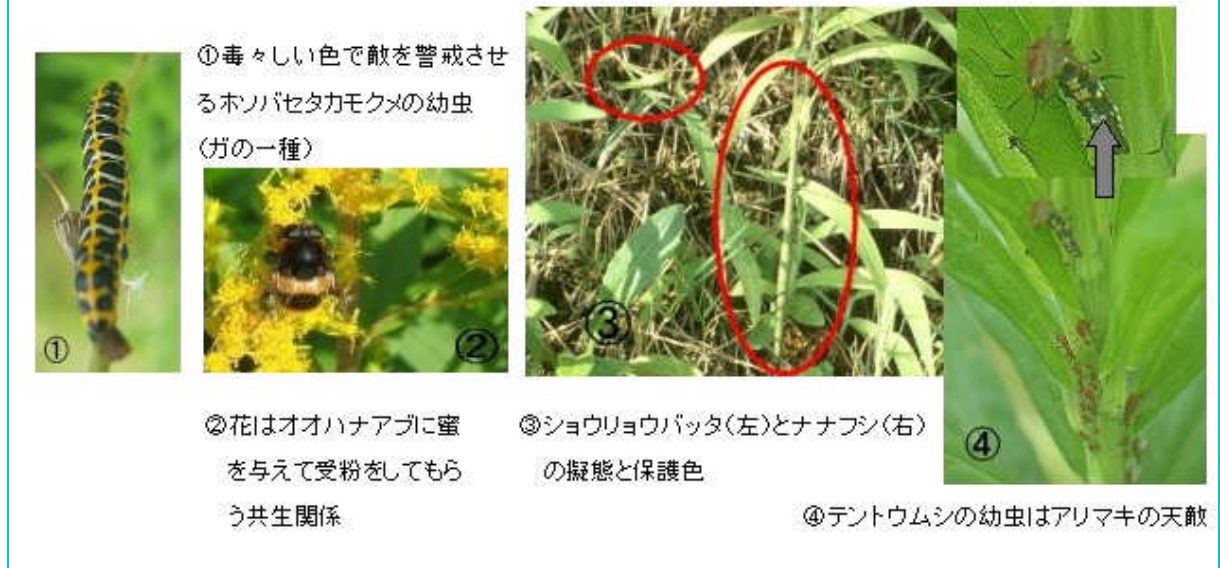 ①毒々しい色で敵を警戒させ
るホソバセタカモクメの幼虫
(ガの一種)
①
②
③
④
②花はオオハナアブに蜜
を与えて受粉をしてもら
う共生関係
③ショウリョウバッタ(左)とナナフシ(右)
の擬態と保護色
④テントウムシの幼虫はアリマキの天敵